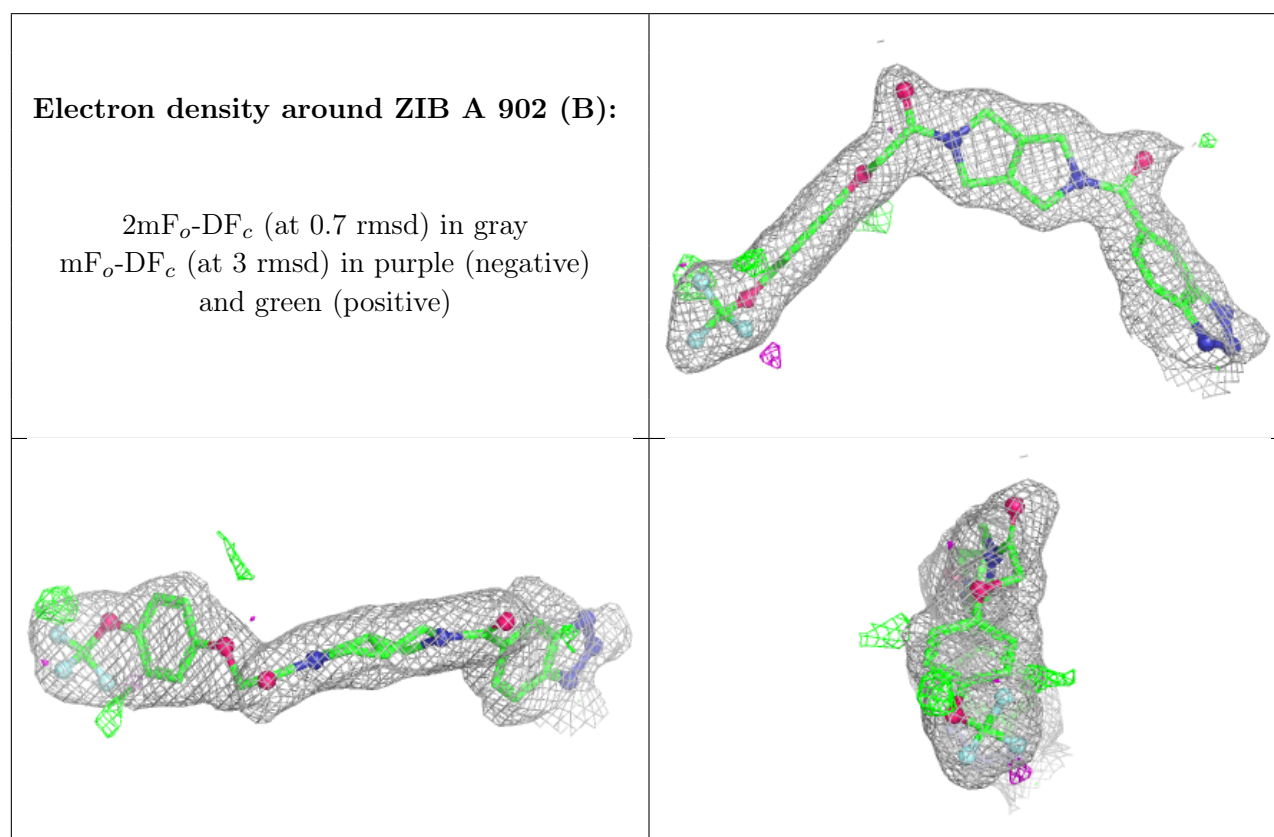 Electron density around ZIB A 902 (B):
2mFo-DFc (at 0.7 rmsd) in gray
mFo-DFc (at 3 rmsd) in purple (negative)
and green (positive)